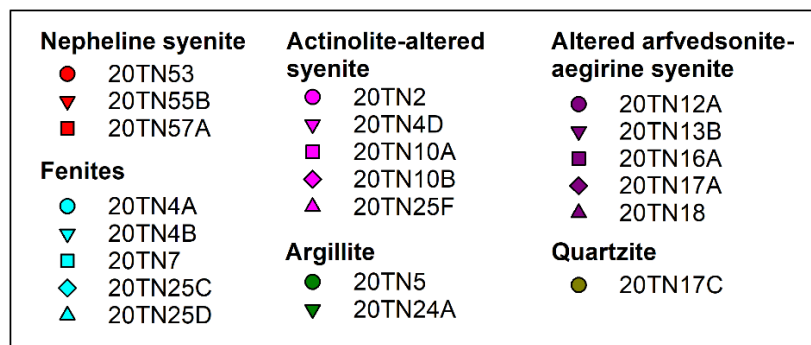 Nepheline syenite
20TN53
20TN55B
20TN57A
Fenites
20TN4A
20TN4B
20TN7
20TN25C
20TN25D
Actinolite-altered
syenite
20TN2
20TN4D
20TN10A
20TN10B
20TN25F
Argillite
20TN5
20TN24A
Altered arfvedsonite-
aegirine syenite
20TN12A
20TN13B
20TN16A
20TN17A
20TN18
Quartzite
20TN17C